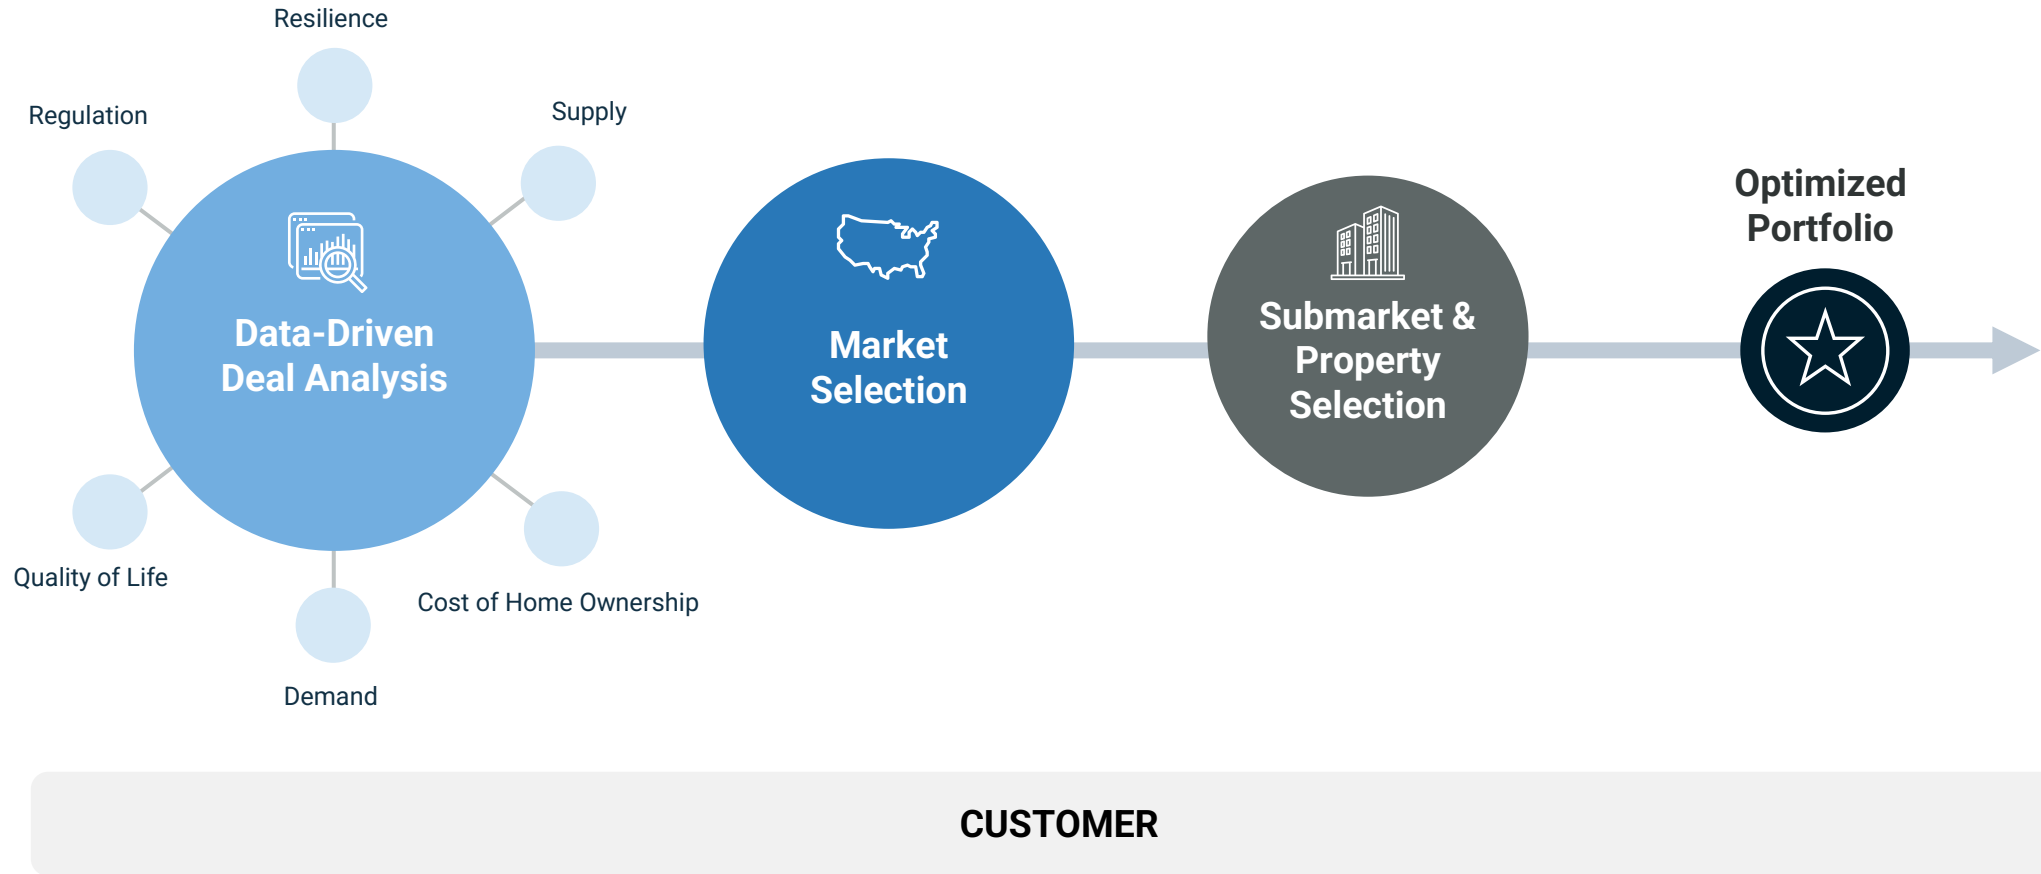 Resilience
Regulation
Supply
Data-Driven
Deal Analysis
Quality of Life
Cost of Home Ownership
Demand
Market
Selection
Submarket &
Property
Selection
Optimized
Portfolio
CUSTOMER